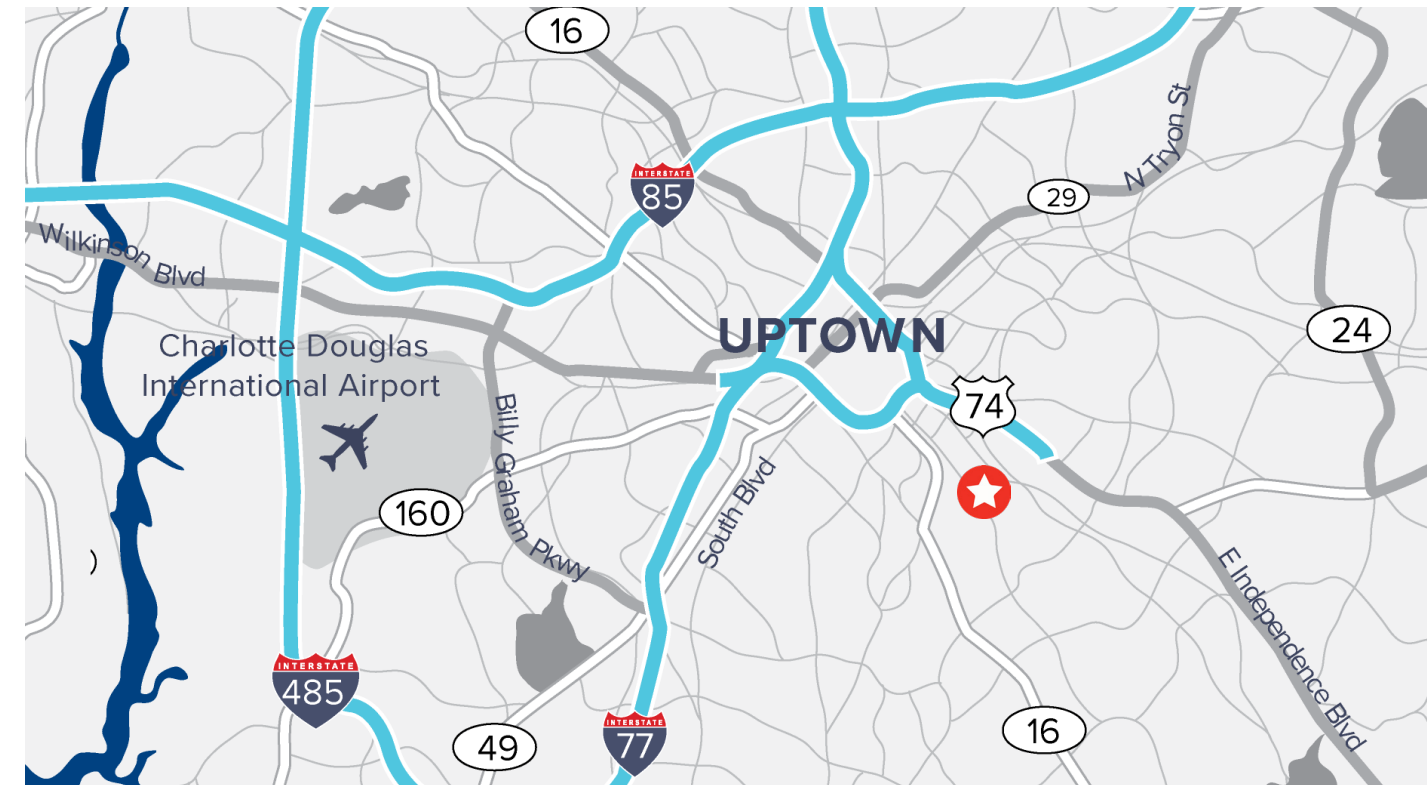 16
INTERSTATE
85
29
N Tryon St
Wilkinson Blvd
UPTOWN
24
Charlotte Douglas
International Airport
74
Billy Graham Pkwy
South Blvd
160
)
E Independence Blvd
INTERSTATE
485
INTERSTATE
77
49
16